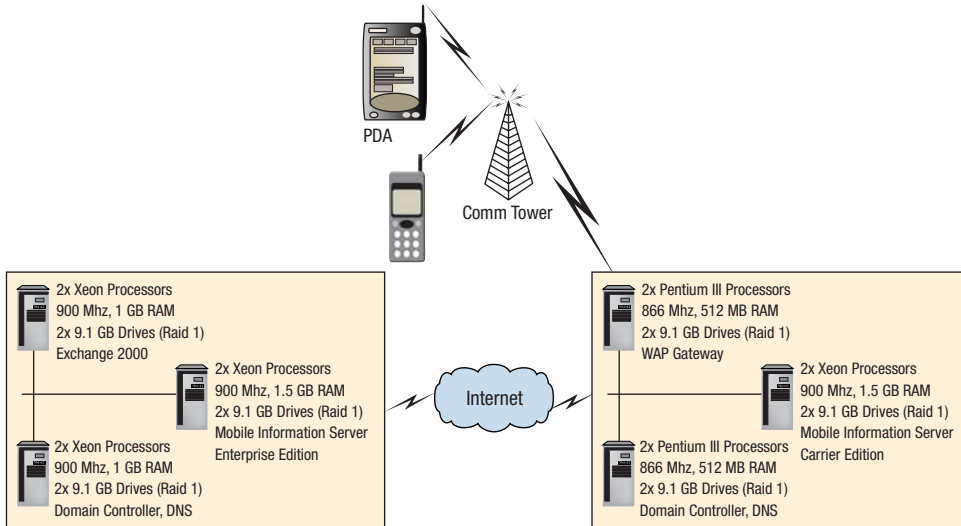 PDA
Comm Tower
2x Xeon Processors
900 Mhz, 1 GB RAM
2x 9.1 GB Drives (Raid 1)
Exchange 2000
2x Xeon Processors
900 Mhz, 1.5 GB RAM
2x 9.1 GB Drives (Raid 1)
Mobile Information Server
Enterprise Edition
2x Xeon Processors
900 Mhz, 1 GB RAM
2x 9.1 GB Drives (Raid 1)
Domain Controller, DNS
Internet
2x Pentium III Processors
866 Mhz, 512 MB RAM
2x 9.1 GB Drives (Raid 1)
WAP Gateway
2x Xeon Processors
900 Mhz, 1.5 GB RAM
2x 9.1 GB Drives (Raid 1)
Mobile Information Server
Carrier Edition
2x Pentium III Processors
866 Mhz, 512 MB RAM
2x 9.1 GB Drives (Raid 1)
Domain Controller, DNS